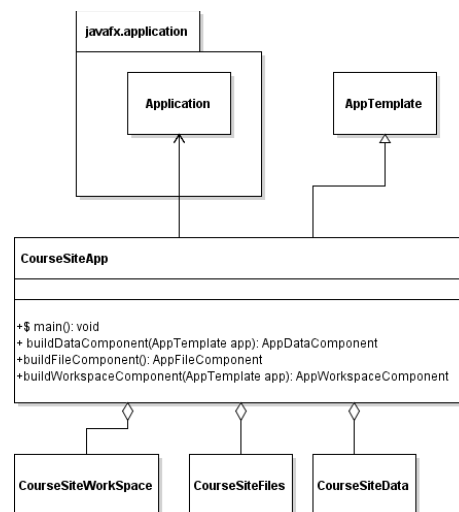 javafx.application
Application
AppTemplate
CourseSiteApp
+$ main(): void
+ buildDataComponent(AppTemplate app): AppDataComponent
+buildFileComponent(): AppFileComponent
+buildWorkspaceComponent(AppTemplate app): AppWorkspaceComponent
CourseSiteWorkSpace
CourseSiteFiles
CourseSiteData